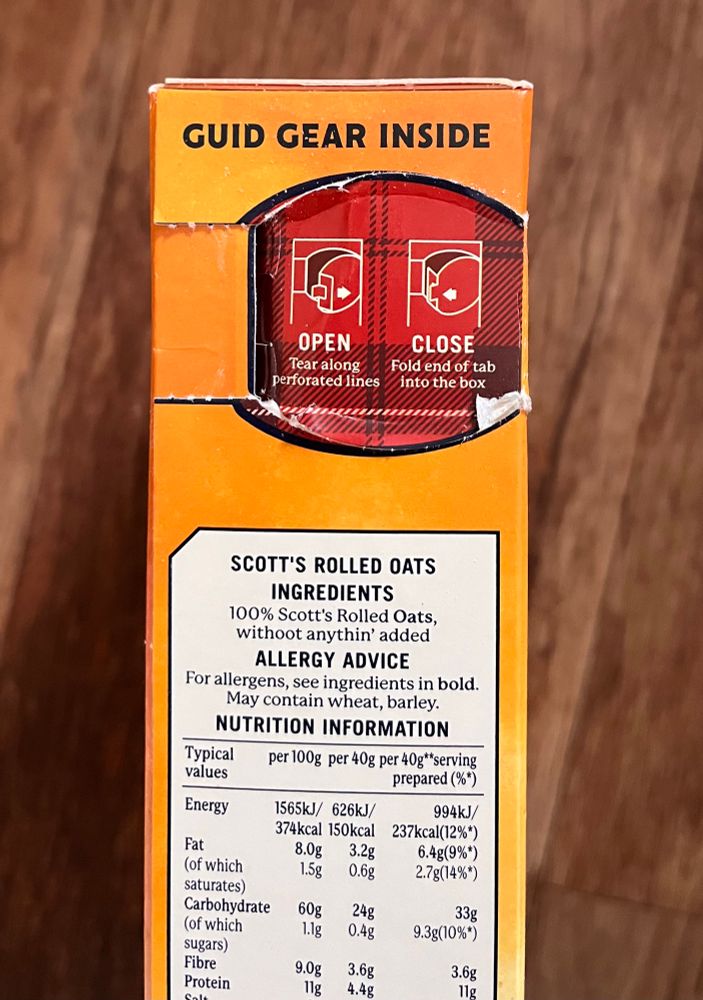 GUID GEAR INSIDE
OPEN
Tear along
perforated lines
CLOSE
Fold end of tab
into the box
SCOTT'S ROLLED OATS
INGREDIENTS
100% Scott's Rolled Oats,
withoot anythin' added
ALLERGY ADVICE
For allergens, see ingredients in bold.
May contain wheat, barley.
NUTRITION INFORMATION
Typical values per 100g per 40g per 40g**serving prepared (%*)
Energy 1565kJ/ 626kJ/ 994kJ/
374kcal 150kcal 237kcal(12%*)
Fat 8.0g 3.2g 6.4g(9%*)
(of which saturates) 1.5g 0.6g 2.7g(14%*)
Carbohydrate 60g 24g 33g
(of which sugars) 1.1g 0.4g 9.3g(10%*)
Fibre 9.0g 3.6g 3.6g
Protein 11g 4.4g 11g